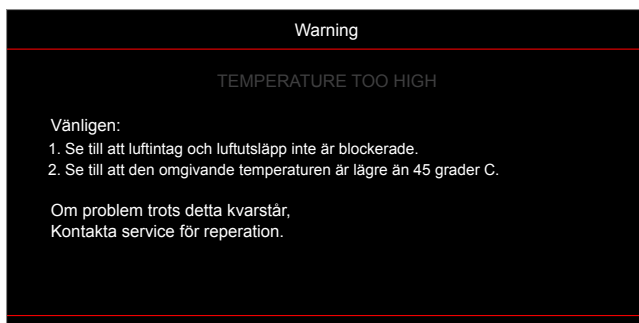 Warning
TEMPERATURE TOO HIGH
Vänligen:
1. Se till att luftintag och luftutsläpp inte är blockerade.
2. Se till att den omgivande temperaturen är lägre än 45 grader C.
Om problem trots detta kvarstår,
Kontakta service för reperation.